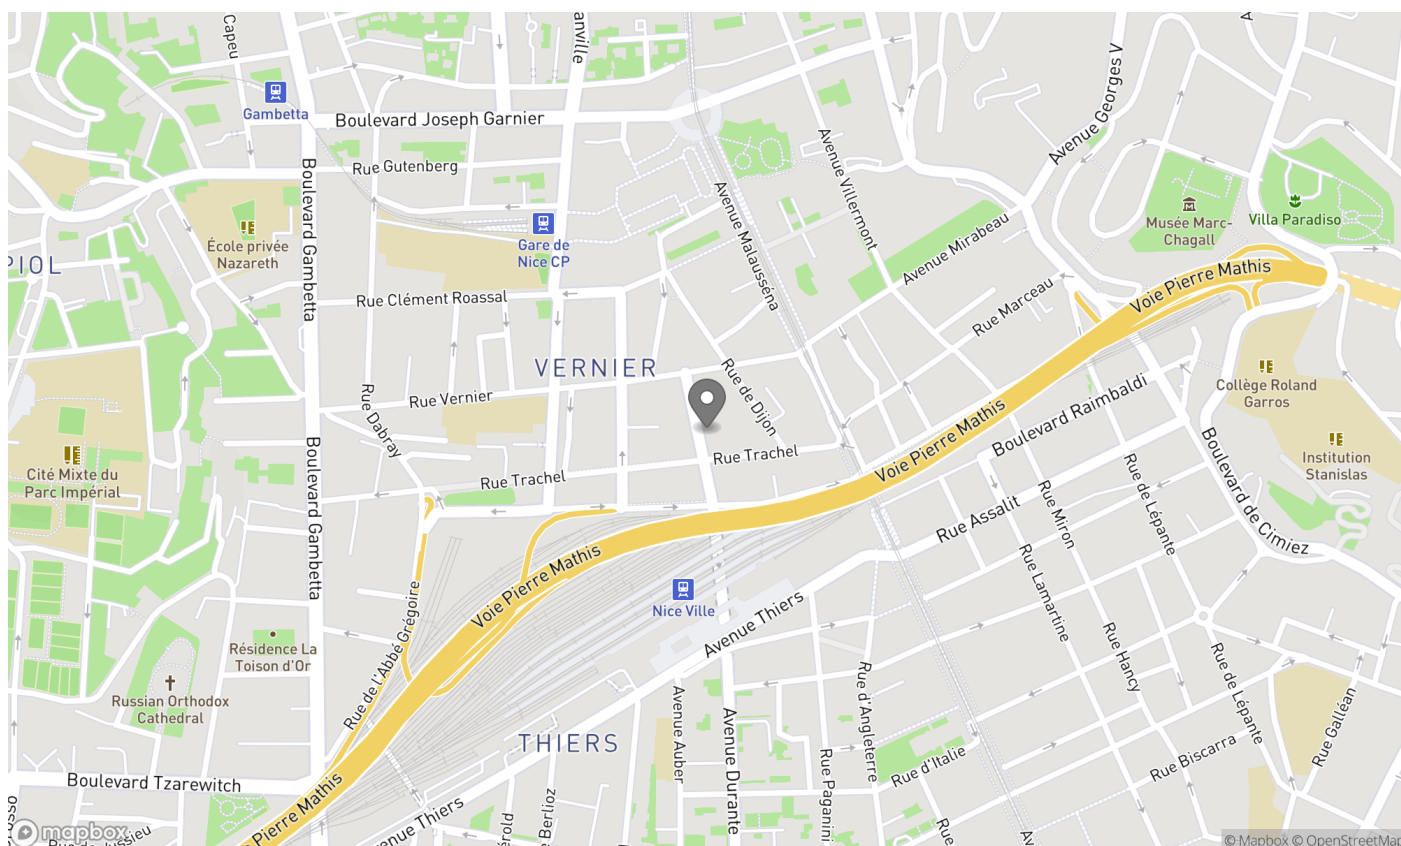 Capeu
anville
A
Gambetta
Boulevard Joseph Garnier
Avenue Georges V
Rue Gutenberg
Avenue Villermont
Boulevard Gambetta
Avenue Malausséna
Musée Marc-
Chagall
Villa Paradiso
École privée
Nazareth
Gare de
Nice CP
Avenue Mirabeau
PIOL
Voie Pierre Mathis
Rue Clément Roassal
Rue Marceau
VERNIER
Rue de Dijon
Collège Roland
Garros
Rue Vernier
Rue Dabray
Voie Pierre Mathis
Boulevard Raimbaldi
Cité Mixte du
Parc Impérial
Boulevard Gambetta
Rue Trachel
Rue Trachel
Institution
Stanislas
Boulevard de Cimiez
Rue Assalit
Rue Miron
Rue de Lépante
Voie Pierre Mathis
Nice Ville
Avenue Thiers
Rue Lamartine
Rue Hancy
Rue de Lépante
Résidence La
Toison d'Or
Rue de l'Abbé Grégoire
Russian Orthodox
Cathedral
THIERS
Avenue Auber
Avenue Durante
Rue Paganini
Rue d'Angleterre
Rue d'Italie
Rue Biscarra
Rue Galléan
Boulevard Tzarewitch
Pierre Mathis
nue Thiers
Berlioz
Rue
Av
mapbox
© Mapbox © OpenStreetMap